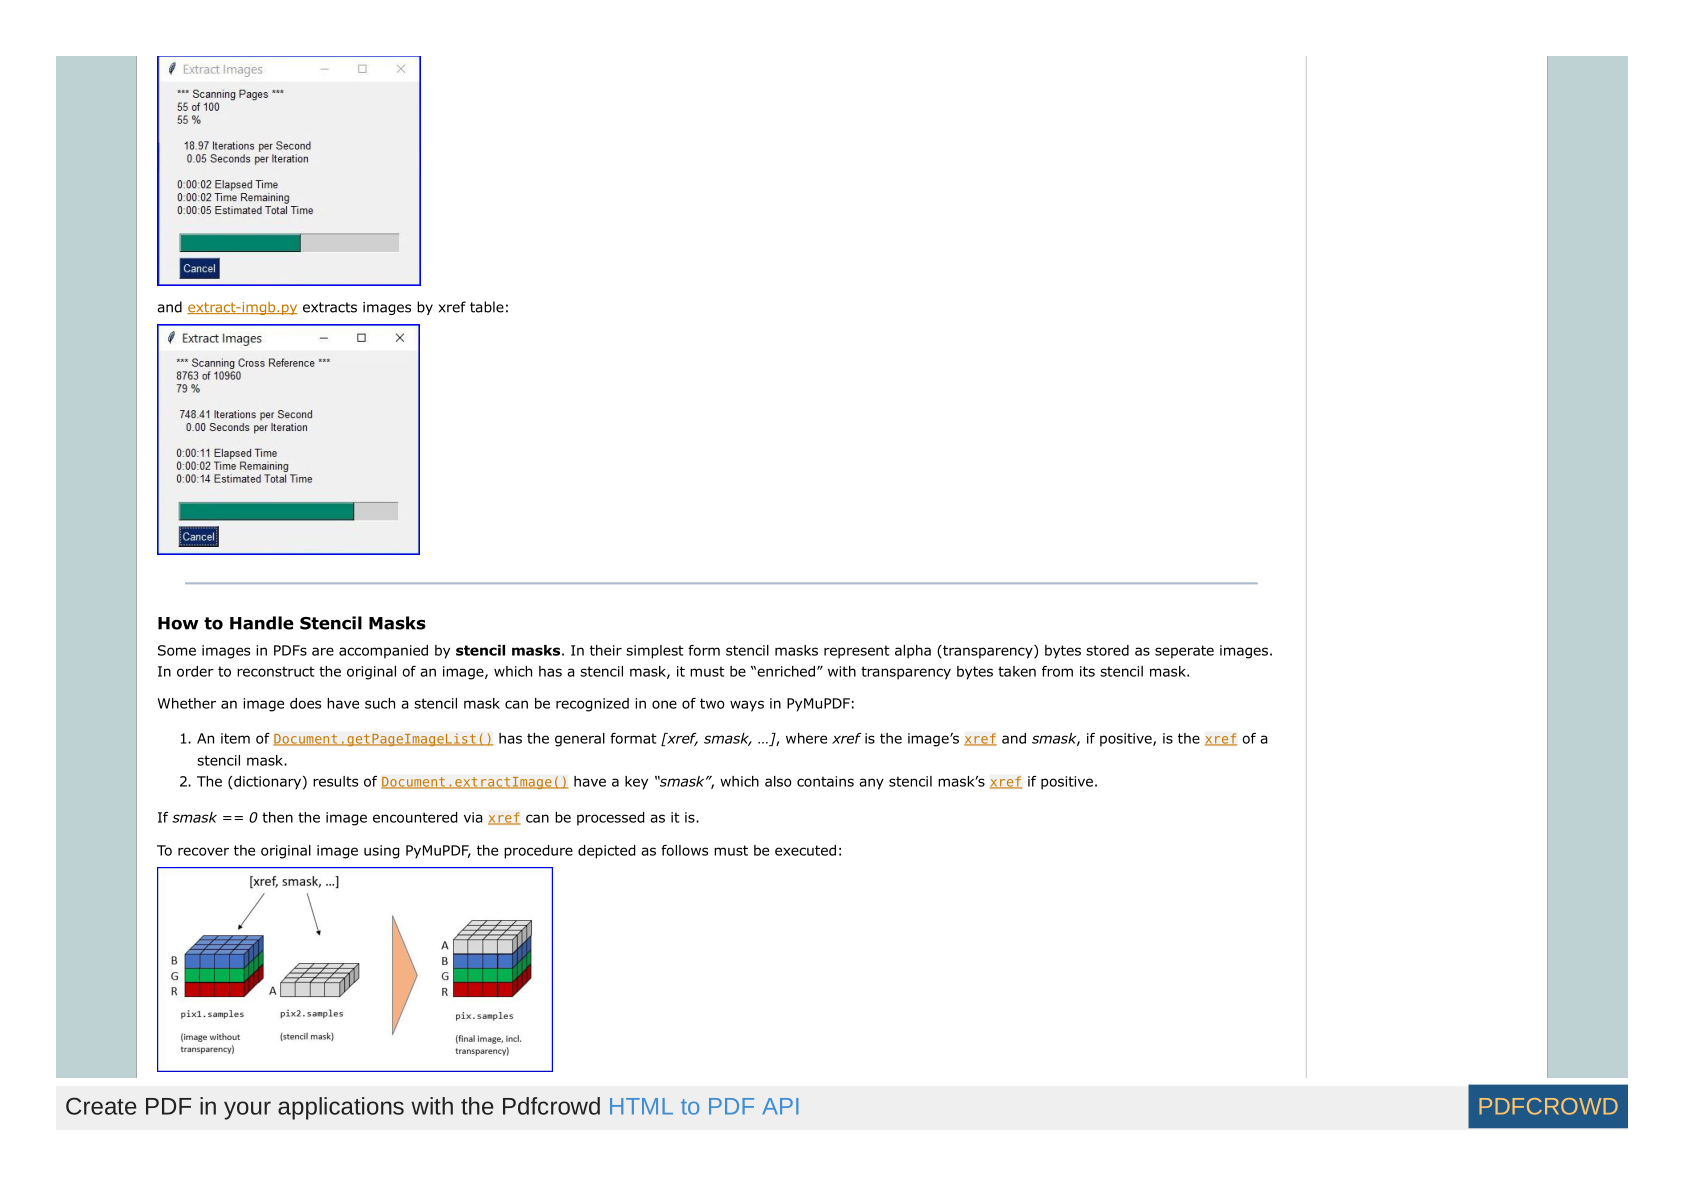 Extract Images
*** Scanning Pages ***
55 of 100
55 %
18.97 Iterations per Second
0.05 Seconds per Iteration
0:00:02 Elapsed Time
0:00:02 Time Remaining
0:00:05 Estimated Total Time
Cancel
and extract-imgb.py extracts images by xref table:
Extract Images
*** Scanning Cross Reference ***
8763 of 10960
79 %
748.41 Iterations per Second
0.00 Seconds per Iteration
0:00:11 Elapsed Time
0:00:02 Time Remaining
0:00:14 Estimated Total Time
Cancel
How to Handle Stencil Masks
Some images in PDFs are accompanied by stencil masks. In their simplest form stencil masks represent alpha (transparency) bytes stored as seperate images.
In order to reconstruct the original of an image, which has a stencil mask, it must be “enriched” with transparency bytes taken from its stencil mask.
Whether an image does have such a stencil mask can be recognized in one of two ways in PyMuPDF:
1. An item of Document.getPageImageList() has the general format [xref, smask, …], where xref is the image’s xref and smask, if positive, is the xref of a
stencil mask.
2. The (dictionary) results of Document.extractImage() have a key “smask”, which also contains any stencil mask’s xref if positive.
If smask == 0 then the image encountered via xref can be processed as it is.
To recover the original image using PyMuPDF, the procedure depicted as follows must be executed:
[xref, smask, …]
B
G
R
A
A
B
G
R
pix1.samples
pix2.samples
pix.samples
(image without
transparency)
(stencil mask)
(final image, incl.
transparency)
Create PDF in your applications with the Pdfcrowd HTML to PDF API
PDFCROWD